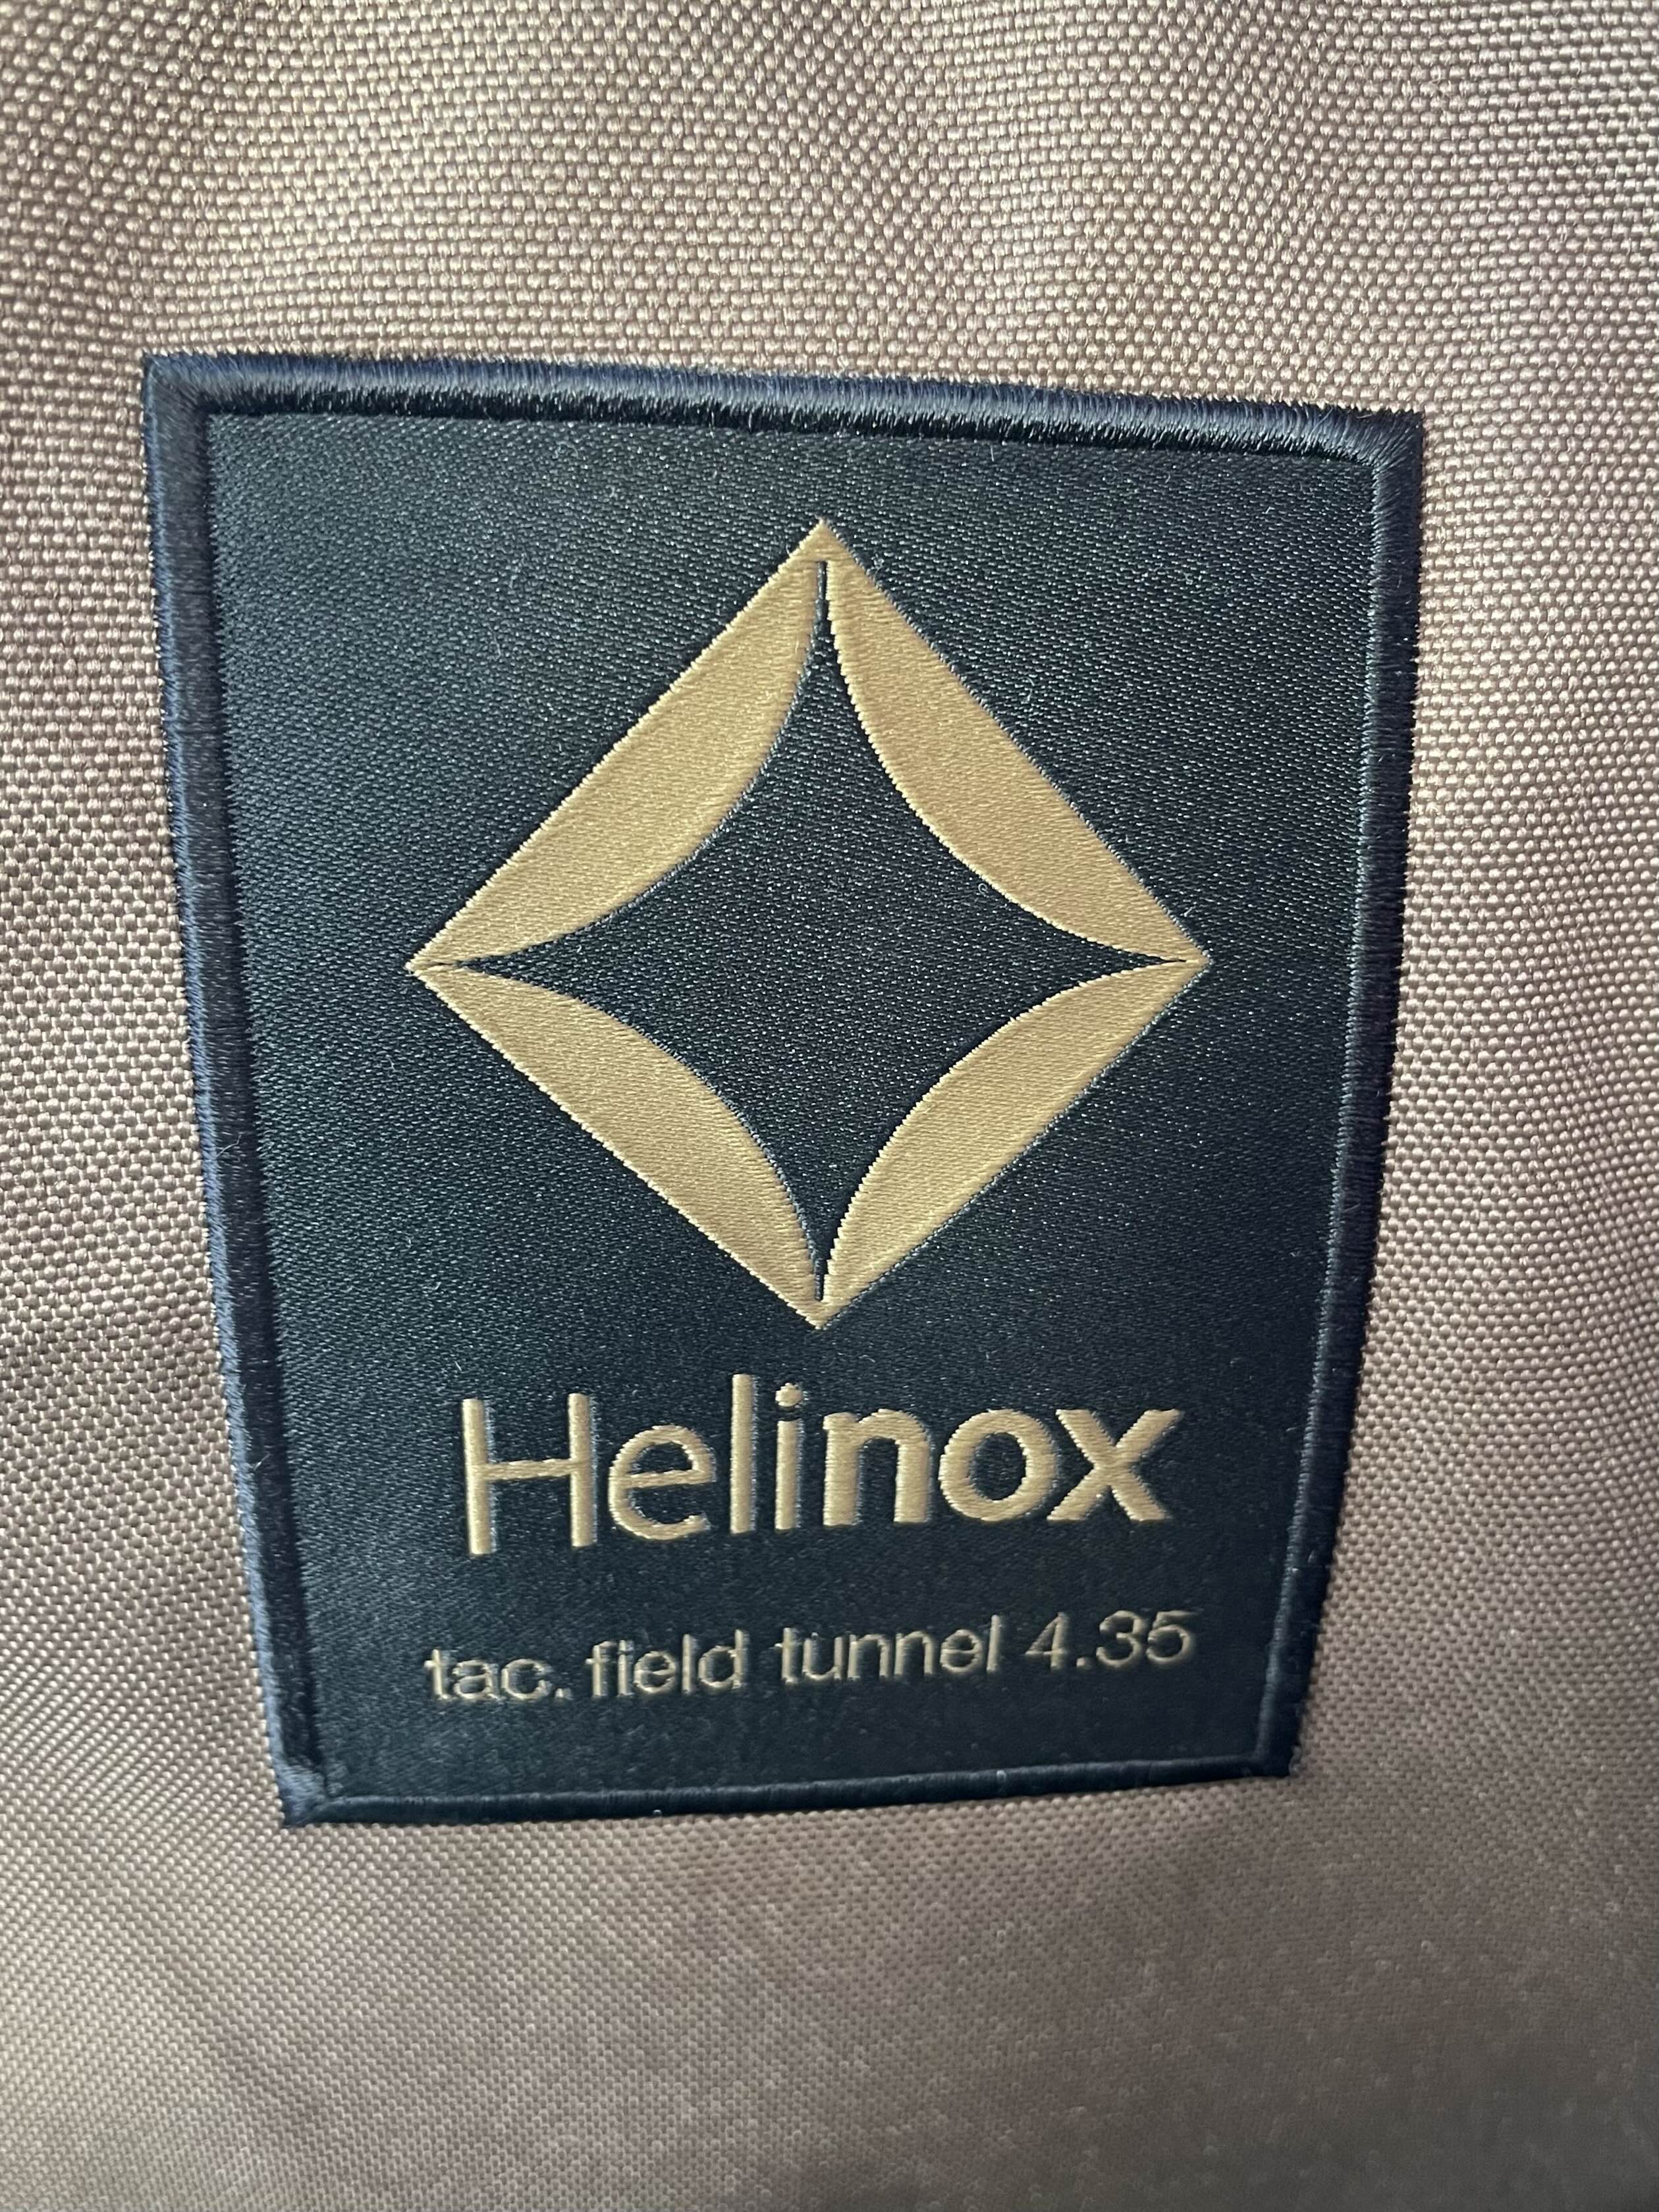 Helinox
tac. field tunnel 4.35